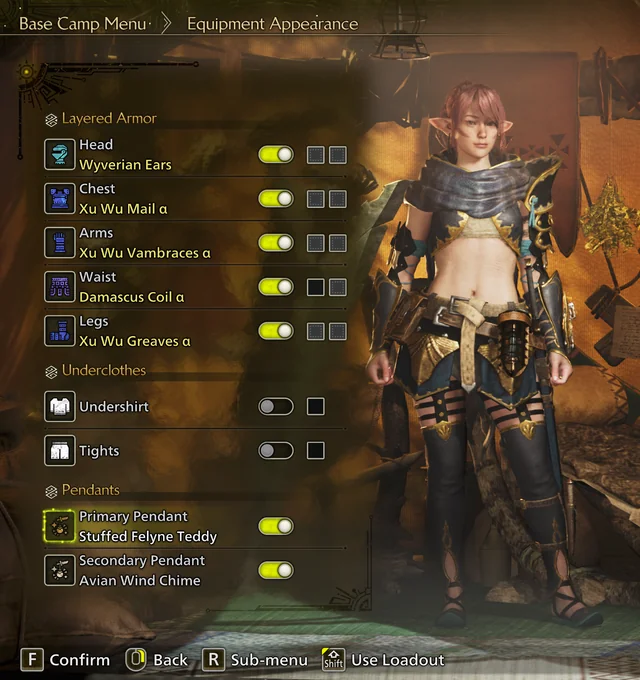 Base Camp Menu
Equipment Appearance
Layered Armor
Head
Wyverian Ears
Chest
Xu Wu Mail α
Arms
Xu Wu Vambraces α
Waist
Damascus Coil α
Legs
Xu Wu Greaves α
Underclothes
Undershirt
Tights
Pendants
Primary Pendant
Stuffed Felyne Teddy
Secondary Pendant
Avian Wind Chime
F Confirm Back R Sub-menu Shift Use Loadout